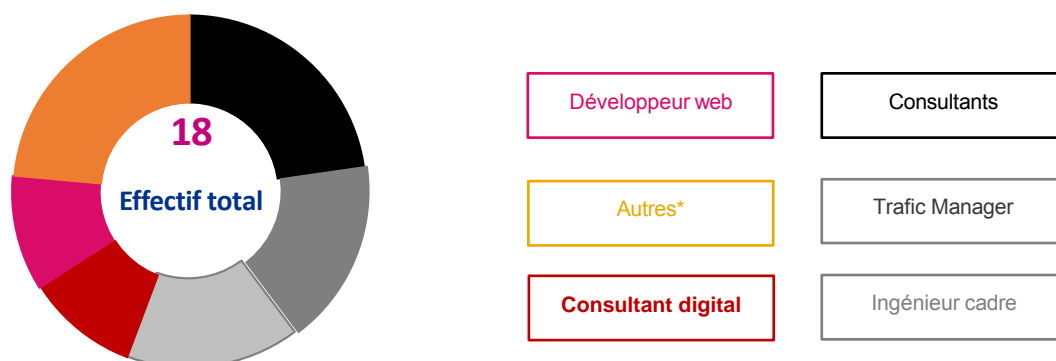 18
Effectif total
Développeur web
Consultants
Autres*
Trafic Manager
Consultant digital
Ingénieur cadre